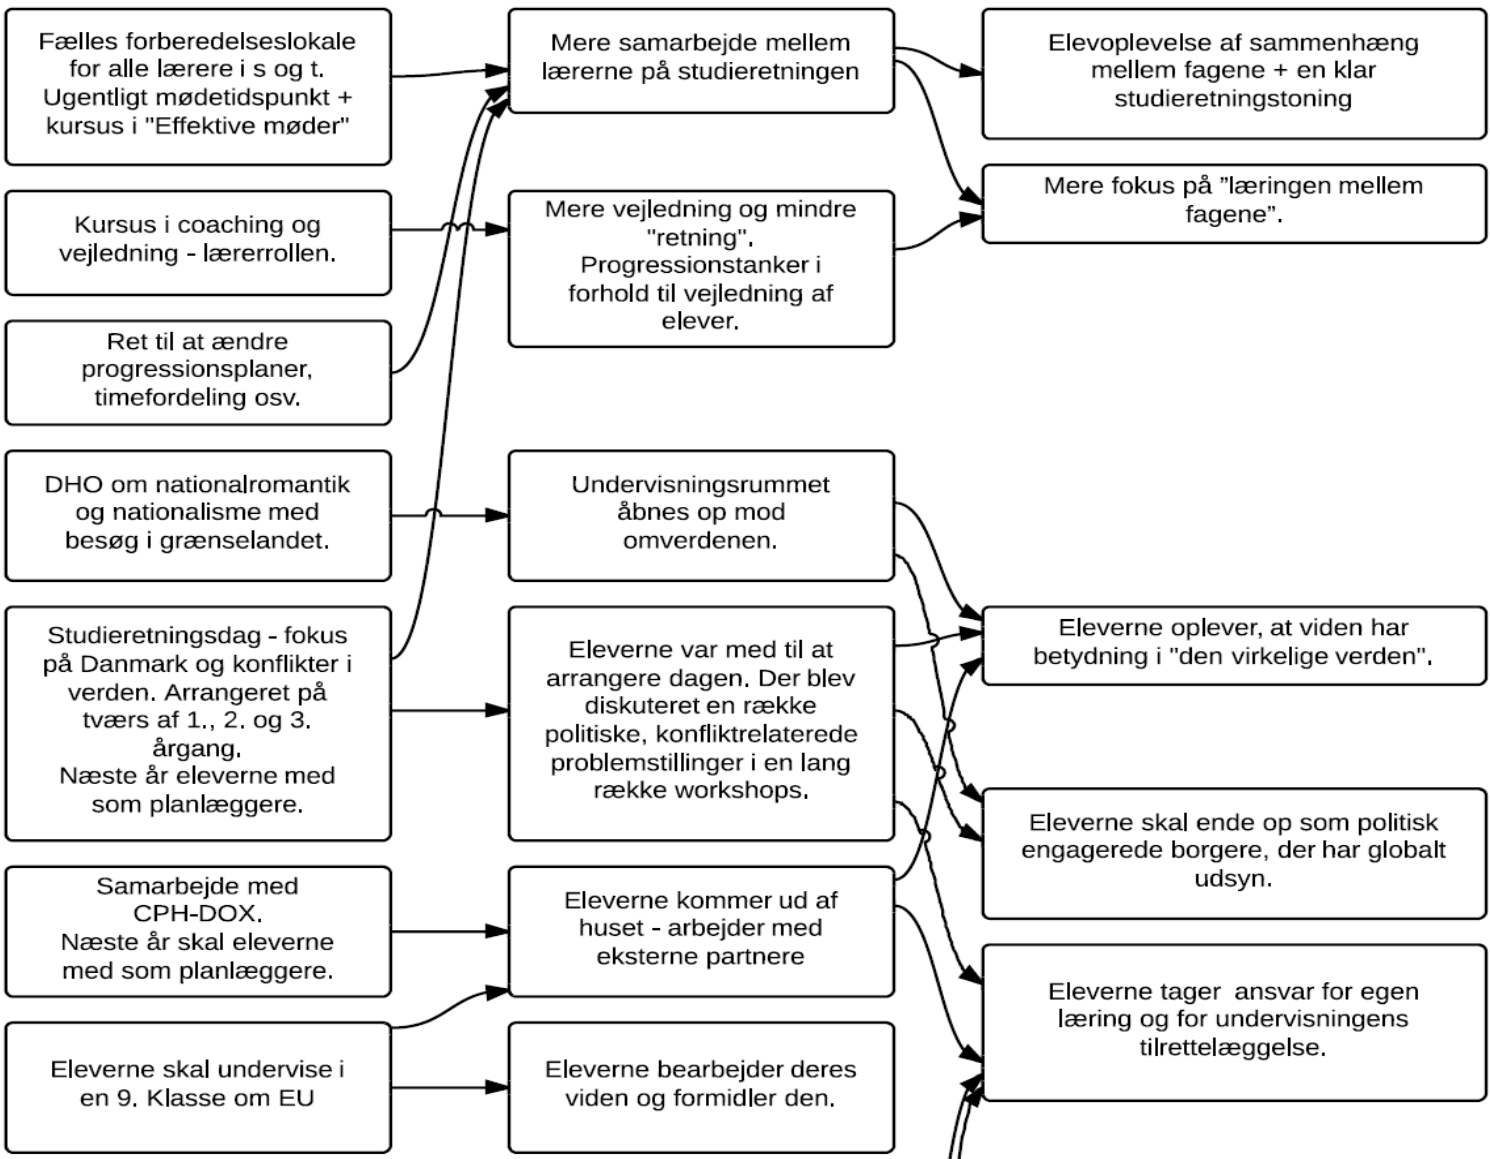 Fælles forberedelseslokale
for alle lærere i s og t.
Ugentligt mødetidspunkt +
kursus i "Effektive møder"
Kursus i coaching og
vejledning - lærerrollen.
Ret til at ændre
progressionsplaner,
timefordeling osv.
DHO om nationalromantik
og nationalisme med
besøg i grænselandet.
Studieretningsdag - fokus
på Danmark og konflikter i
verden. Arrangeret på
tværs af 1., 2. og 3.
årgang.
Næste år eleverne med
som planlæggere.
Samarbejde med
CPH-DOX.
Næste år skal eleverne
med som planlæggere.
Eleverne skal undervise i
en 9. Klasse om EU
Mere samarbejde mellem
lærerne på studieretningen
Mere vejledning og mindre
"retning".
Progressionstanker i
forhold til vejledning af
elever.
Undervisningsrummet
åbnes op mod
omverdenen.
Eleverne var med til at
arrangere dagen. Der blev
diskuteret en række
politiske, konfliktrelaterede
problemstillinger i en lang
række workshops.
Eleverne kommer ud af
huset - arbejder med
eksterne partnere
Eleverne bearbejder deres
viden og formidler den.
Elevoplevelse af sammenhæng
mellem fagene + en klar
studieretningstoning
Mere fokus på ”læringen mellem
fagene”.
Eleverne oplever, at viden har
betydning i "den virkelige verden".
Eleverne skal ende op som politisk
engagerede borgere, der har globalt
udsyn.
Eleverne tager  ansvar for egen
læring og for undervisningens
tilrettelæggelse.